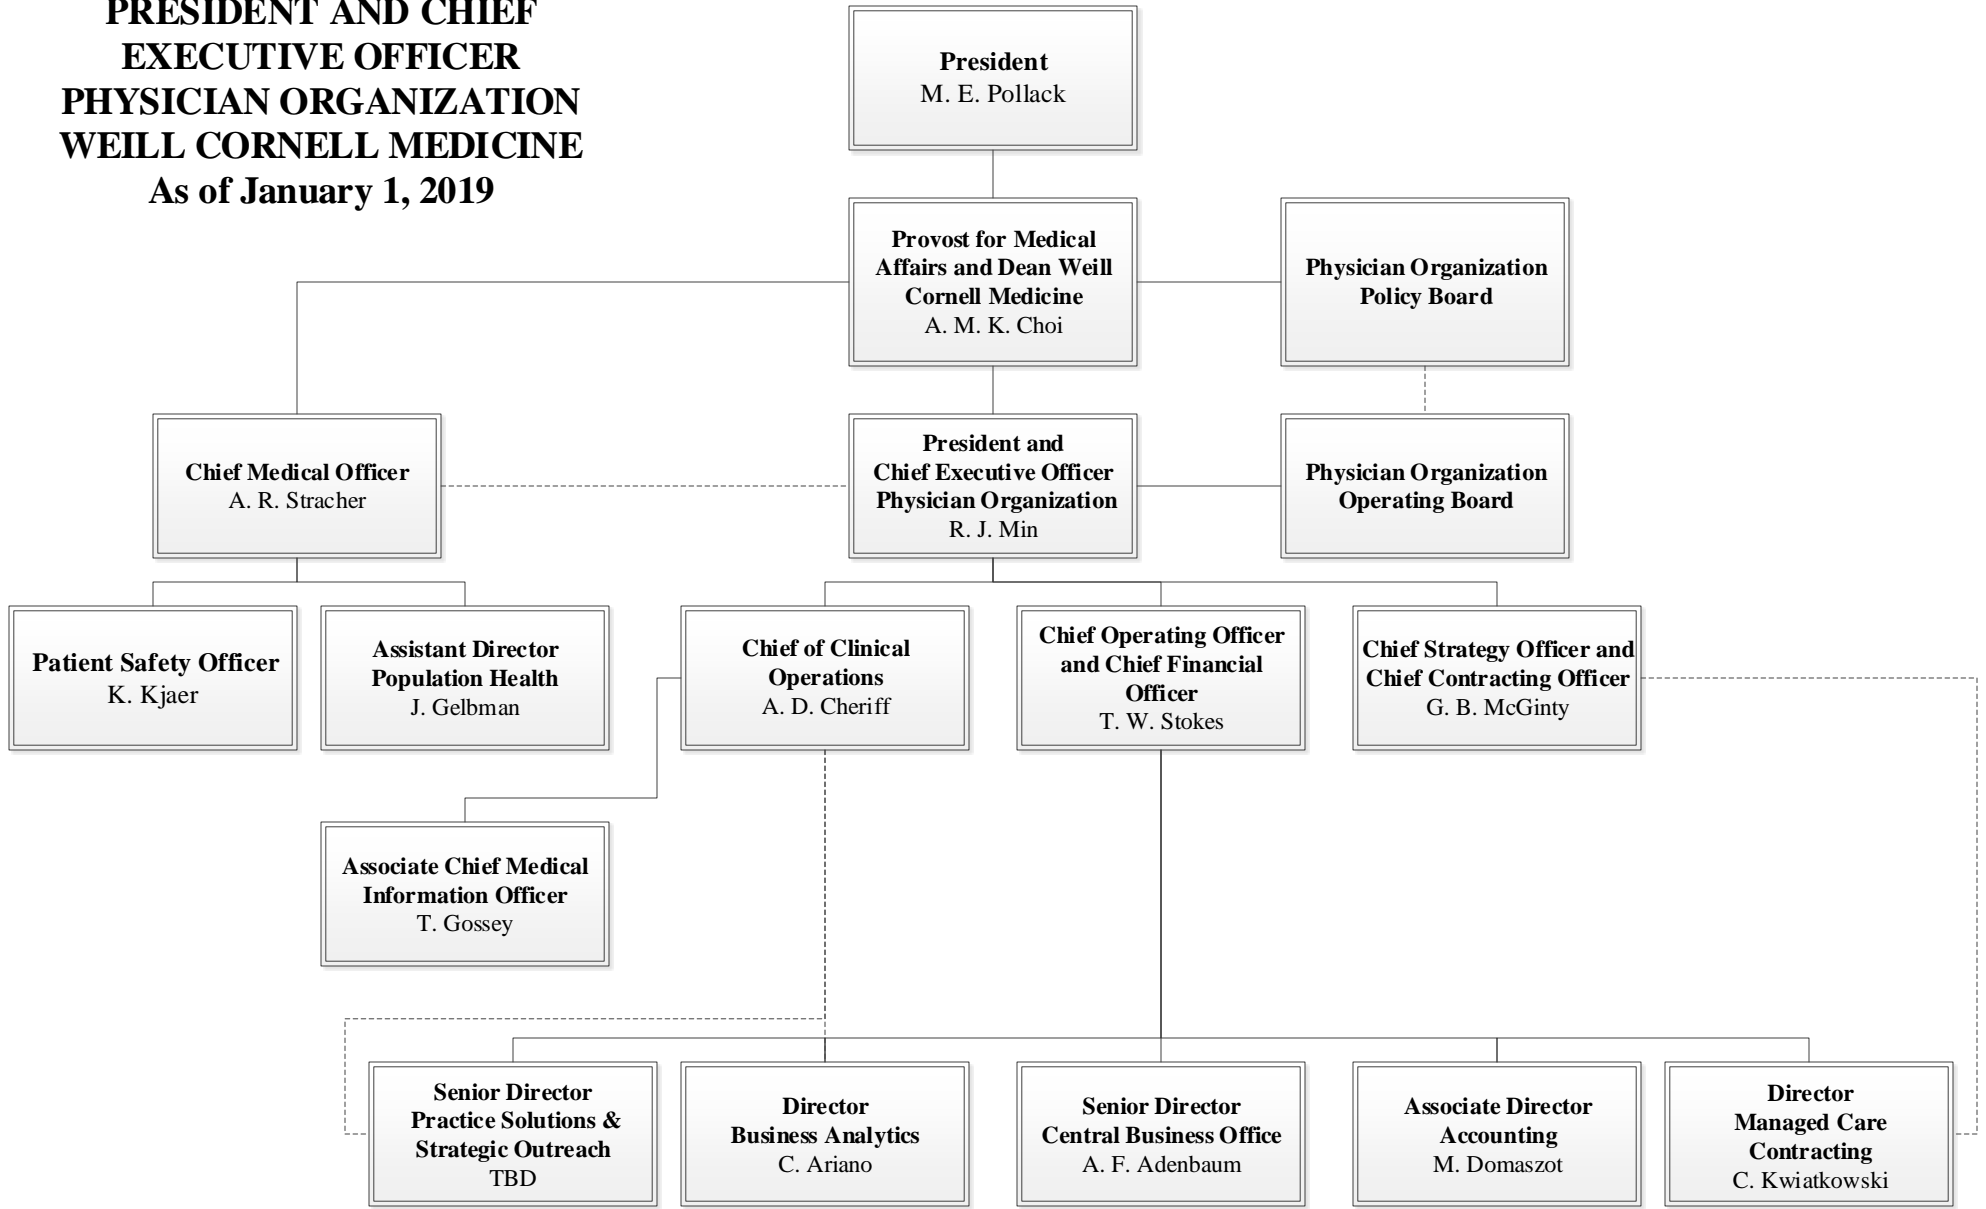 PRESIDENT AND CHIEF
EXECUTIVE OFFICER
PHYSICIAN ORGANIZATION
WEILL CORNELL MEDICINE
As of January 1, 2019
President
M. E. Pollack
Provost for Medical
Affairs and Dean Weill
Cornell Medicine
A. M. K. Choi
Physician Organization
Policy Board
Chief Medical Officer
A. R. Stracher
President and
Chief Executive Officer
Physician Organization
R. J. Min
Physician Organization
Operating Board
Patient Safety Officer
K. Kjaer
Assistant Director
Population Health
J. Gelbman
Chief of Clinical
Operations
A. D. Cheriff
Chief Operating Officer
and Chief Financial
Officer
T. W. Stokes
Chief Strategy Officer and
Chief Contracting Officer
G. B. McGinty
Associate Chief Medical
Information Officer
T. Gossey
Senior Director
Practice Solutions &
Strategic Outreach
TBD
Director
Business Analytics
C. Ariano
Senior Director
Central Business Office
A. F. Adenbaum
Associate Director
Accounting
M. Domaszot
Director
Managed Care
Contracting
C. Kwiatkowski